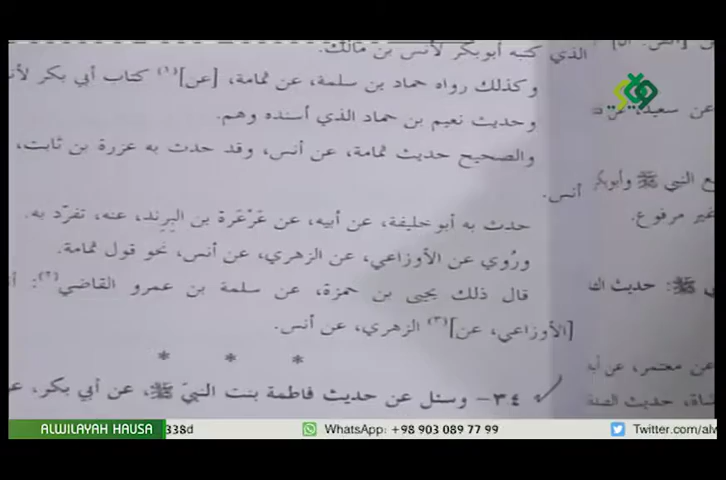 الذي كتبه أبوبكر لأنس بن مالك.
وكذلك رواه حماد بن سلمة، عن ثمامة، [عن](١) كتاب أبي بكر
وحديث نعيم بن حماد الذي أسنده وهم.
والصحيح حديث ثمامة، عن أنس، وقد حدث به عزرة بن ثابت،
أنس.
حدث به أبوخليفة، عن أبيه، عن عَرْعَرة بن البِرِند، عنه، تفرّد به.
ورُوي عن الأوزاعي، عن الزهري، عن أنس، نحو قول ثمامة.
قال ذلك يحيى بن حمزة، عن سلمة بن عمرو القاضي(٢):
[الأوزاعي، عن](٣) الزهري، عن أنس.
* * *
٣٤- وسئل عن حديث فاطمة بنت النبيّ ﷺ، عن أبي بكر،
عن سعيد
النبي ﷺ وأبوبكر
غير مرفوع.
ﷺ: حديث
عن معتمر، عن
حديث
ALWILAYAH HAUSA
338d
WhatsApp: +98 903 089 77 99
Twitter.com/alw